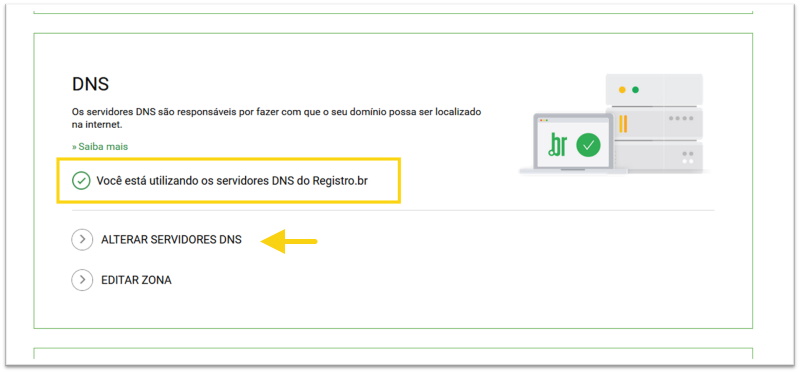 DNS
Os servidores DNS são responsáveis por fazer com que o seu domínio possa ser localizado
na internet.
» Saiba mais
.br
Você está utilizando os servidores DNS do Registro.br
ALTERAR SERVIDORES DNS
EDITAR ZONA